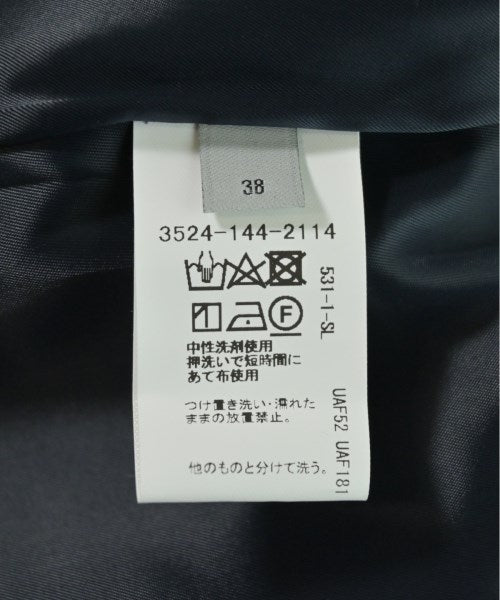 38
3524-144-2114
F
531-1-SL
中性洗剤使用
押洗いで短時間に
あて布使用
UAF52 UAF181
つけ置き洗い・濡れた
ままの放置禁止。
他のものと分けて洗う。